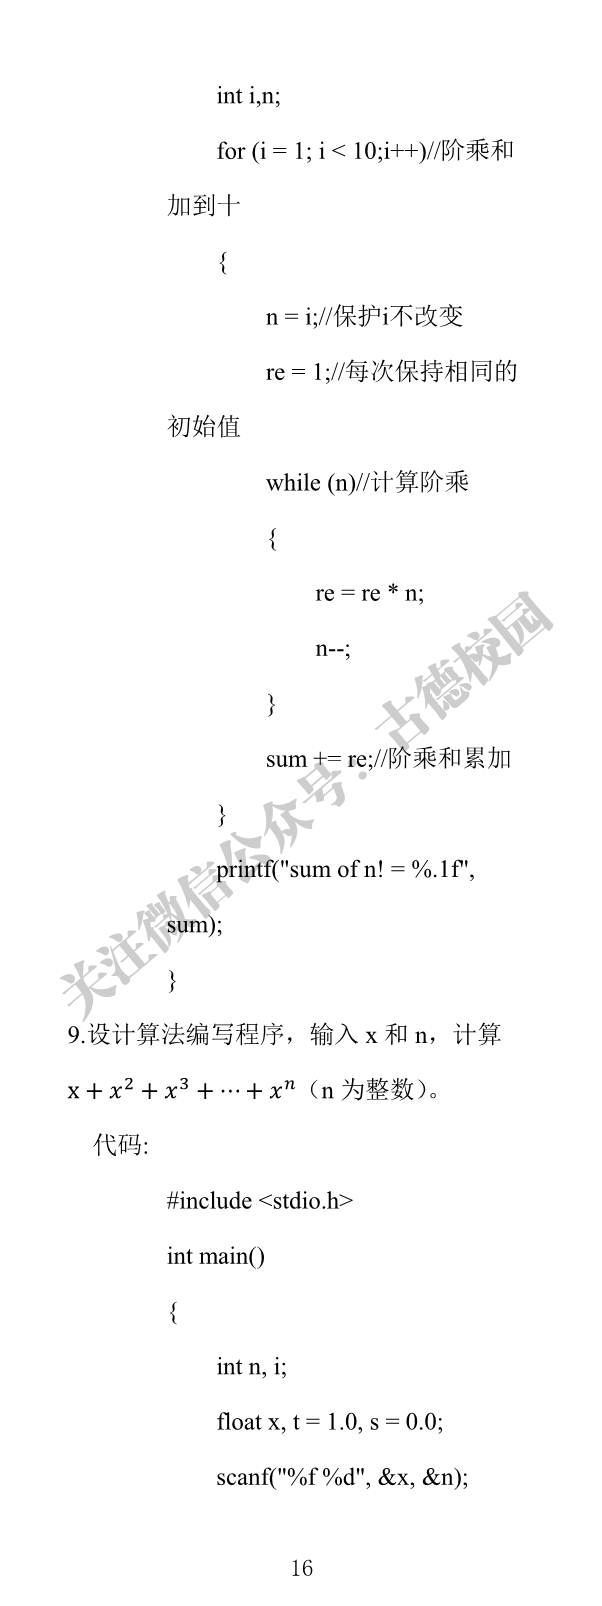 int i,n;
for (i = 1; i < 10;i++)//阶乘和
加到十
{
n = i;//保护i不改变
re = 1;//每次保持相同的
初始值
while (n)//计算阶乘
{
re = re * n;
n--;
}
sum += re;//阶乘和累加
}
printf("sum of n! = %.1f",
sum);
}
关注微信公众号：古德校园
9.设计算法编写程序，输入 x 和 n，计算
x + x² + x³ + ⋯ + xⁿ（n 为整数）。
代码:
#include <stdio.h>
int main()
{
int n, i;
float x, t = 1.0, s = 0.0;
scanf("%f %d", &x, &n);
16